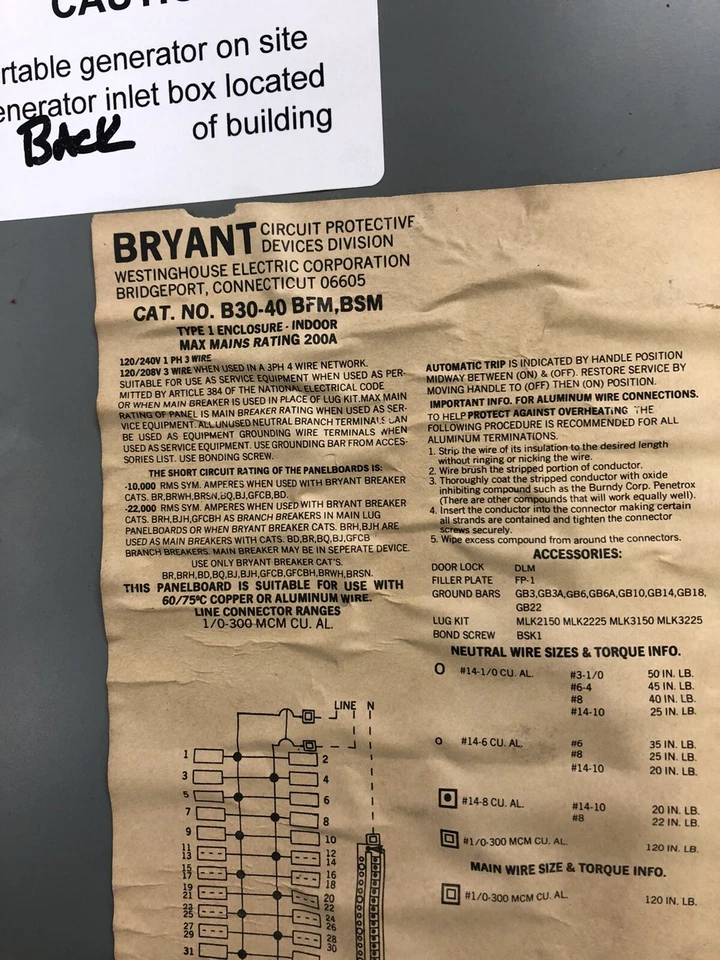 CAUTIO
rtable generator on site
enerator inlet box located
Back of building
BRYANT CIRCUIT PROTECTIVE
DEVICES DIVISION
WESTINGHOUSE ELECTRIC CORPORATION
BRIDGEPORT, CONNECTICUT 06605
CAT. NO. B30-40 BFM,BSM
TYPE 1 ENCLOSURE - INDOOR
MAX MAINS RATING 200A
120/240V 1 PH 3 WIRE
120/208V 3 WIRE WHEN USED IN A 3PH 4 WIRE NETWORK.
SUITABLE FOR USE AS SERVICE EQUIPMENT WHEN USED AS PER-
MITTED BY ARTICLE 384 OF THE NATIONAL ELECTRICAL CODE
OR WHEN MAIN BREAKER IS USED IN PLACE OF LUG KIT.MAX MAIN
RATING OF PANEL IS MAIN BREAKER RATING WHEN USED AS SER-
VICE EQUIPMENT. ALL UNUSED NEUTRAL BRANCH TERMINALS CAN
BE USED AS EQUIPMENT GROUNDING WIRE TERMINALS WHEN
USED AS SERVICE EQUIPMENT. USE GROUNDING BAR FROM ACCES-
SORIES LIST. USE BONDING SCREW.
THE SHORT CIRCUIT RATING OF THE PANELBOARDS IS:
-10,000 RMS SYM. AMPERES WHEN USED WITH BRYANT BREAKER
CATS. BR,BRWH,BRSN,BQ,BJ,GFCB,BD.
-22,000 RMS SYM. AMPERES WHEN USED WITH BRYANT BREAKER
CATS. BRH,BJH,GFCBH AS BRANCH BREAKERS IN MAIN LUG
PANELBOARDS OR WHEN BRYANT BREAKER CATS. BRH,BJH ARE
USED AS MAIN BREAKERS WITH CATS. BD,BR,BQ,BJ,GFCB
BRANCH BREAKERS. MAIN BREAKER MAY BE IN SEPERATE DEVICE.
USE ONLY BRYANT BREAKER CAT'S.
BR,BRH,BD,BQ,BJ,BJH,GFCB,GFCBH,BRWH,BRSN.
THIS PANELBOARD IS SUITABLE FOR USE WITH
60/75°C COPPER OR ALUMINUM WIRE.
LINE CONNECTOR RANGES
1/0-300 MCM CU. AL.
AUTOMATIC TRIP IS INDICATED BY HANDLE POSITION
MIDWAY BETWEEN (ON) & (OFF). RESTORE SERVICE BY
MOVING HANDLE TO (OFF) THEN (ON) POSITION.
IMPORTANT INFO. FOR ALUMINUM WIRE CONNECTIONS.
TO HELP PROTECT AGAINST OVERHEATING THE
FOLLOWING PROCEDURE IS RECOMMENDED FOR ALL
ALUMINUM TERMINATIONS.
1. Strip the wire of its insulation to the desired length
without ringing or nicking the wire.
2. Wire brush the stripped portion of conductor.
3. Thoroughly coat the stripped conductor with oxide
inhibiting compound such as the Burndy Corp. Penetrox
(There are other compounds that will work equally well).
4. Insert the conductor into the connector making certain
all strands are contained and tighten the connector
screws securely.
5. Wipe excess compound from around the connectors.
ACCESSORIES:
DOOR LOCK DLM
FILLER PLATE FP-1
GROUND BARS GB3,GB3A,GB6,GB6A,GB10,GB14,GB18,
GB22
LUG KIT MLK2150 MLK2225 MLK3150 MLK3225
BOND SCREW BSK1
NEUTRAL WIRE SIZES & TORQUE INFO.
#14-1/0 CU. AL. #3-1/0 50 IN. LB.
#6-4 45 IN. LB.
#8 40 IN. LB.
#14-10 25 IN. LB.
#14-6 CU. AL. #6 35 IN. LB.
#8 25 IN. LB.
#14-10 20 IN. LB.
#14-8 CU. AL. #14-10 20 IN. LB.
#8 22 IN. LB.
#1/0-300 MCM CU. AL. 120 IN. LB.
MAIN WIRE SIZE & TORQUE INFO.
#1/0-300 MCM CU. AL. 120 IN. LB.
LINE N
1 2
3 4
5 6
7 8
9 10
11 12
13 14
15 16
17 18
19 20
21 22
23 24
25 26
27 28
29 30
31